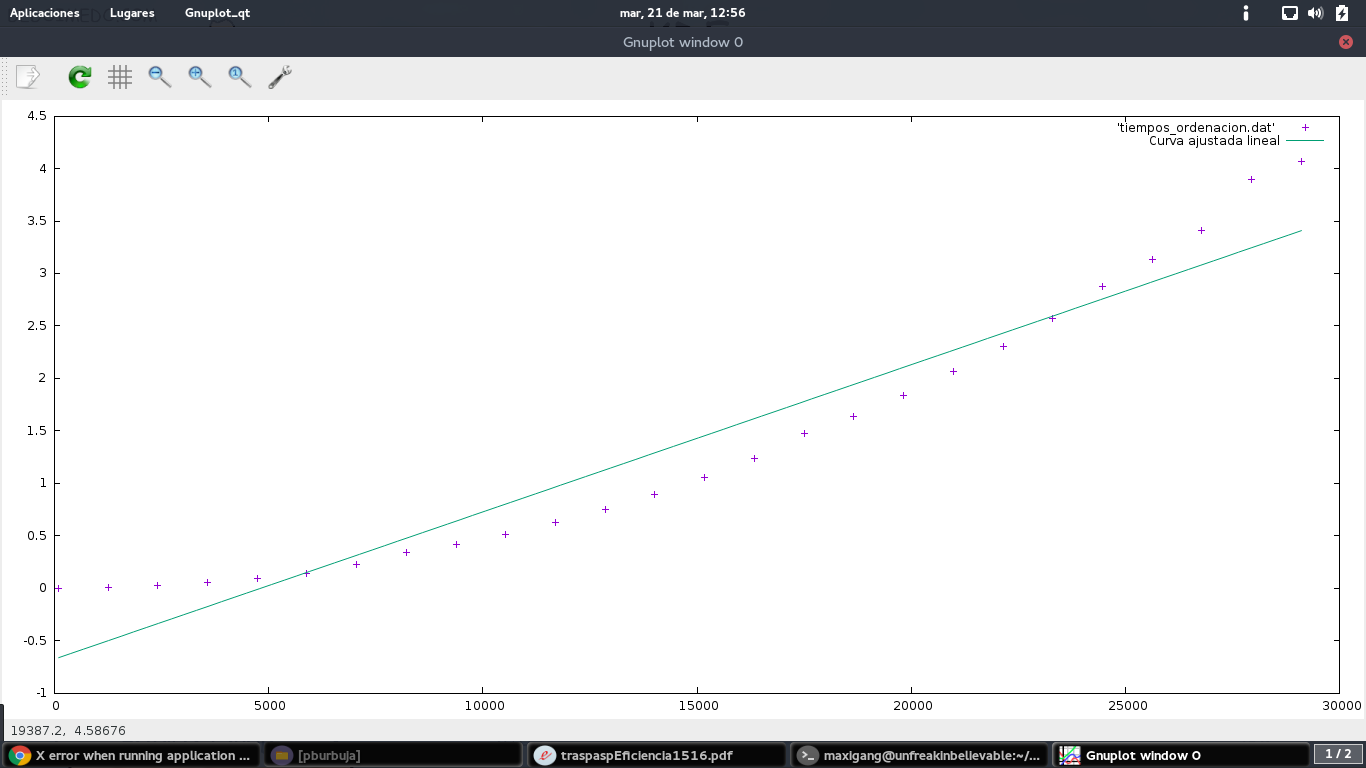 Aplicaciones Lugares Gnuplot_qt mar, 21 de mar, 12:56
Gnuplot window 0
4.5
'tiempos_ordenacion.dat'
Curva ajustada lineal
4
3.5
3
2.5
2
1.5
1
0.5
0
-0.5
-1
0 5000 10000 15000 20000 25000 30000
19387.2, 4.58676
X error when running application ... [pburbuja] traspaspEficiencia1516.pdf maxigang@unfreakinbelievable:~/... Gnuplot window 0 1 / 2